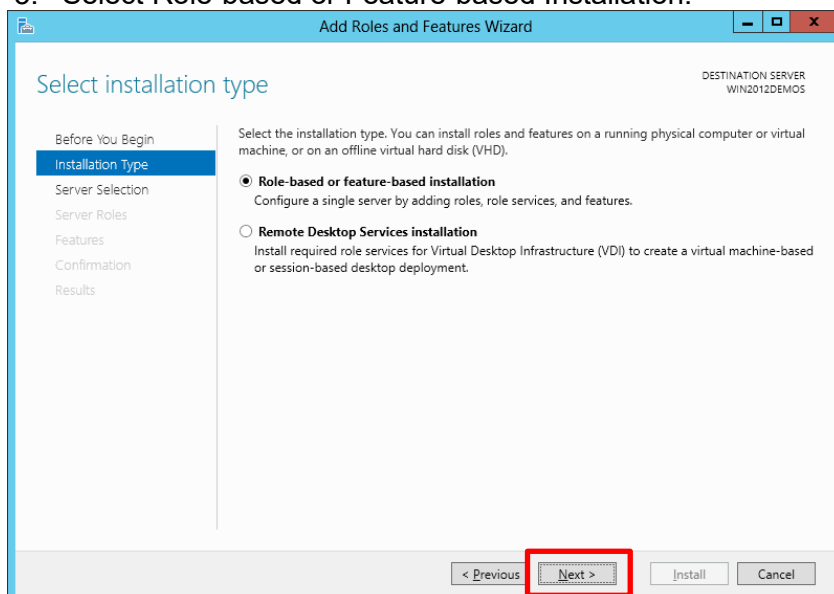 Select Role-based or Feature-based Installation.
Add Roles and Features Wizard
Select installation type
DESTINATION SERVER
WIN2012DEMOS
Before You Begin
Installation Type
Server Selection
Server Roles
Features
Confirmation
Results
Select the installation type. You can install roles and features on a running physical computer or virtual
machine, or on an offline virtual hard disk (VHD).
Role-based or feature-based installation
Configure a single server by adding roles, role services, and features.
Remote Desktop Services installation
Install required role services for Virtual Desktop Infrastructure (VDI) to create a virtual machine-based
or session-based desktop deployment.
< Previous
Next >
Install
Cancel